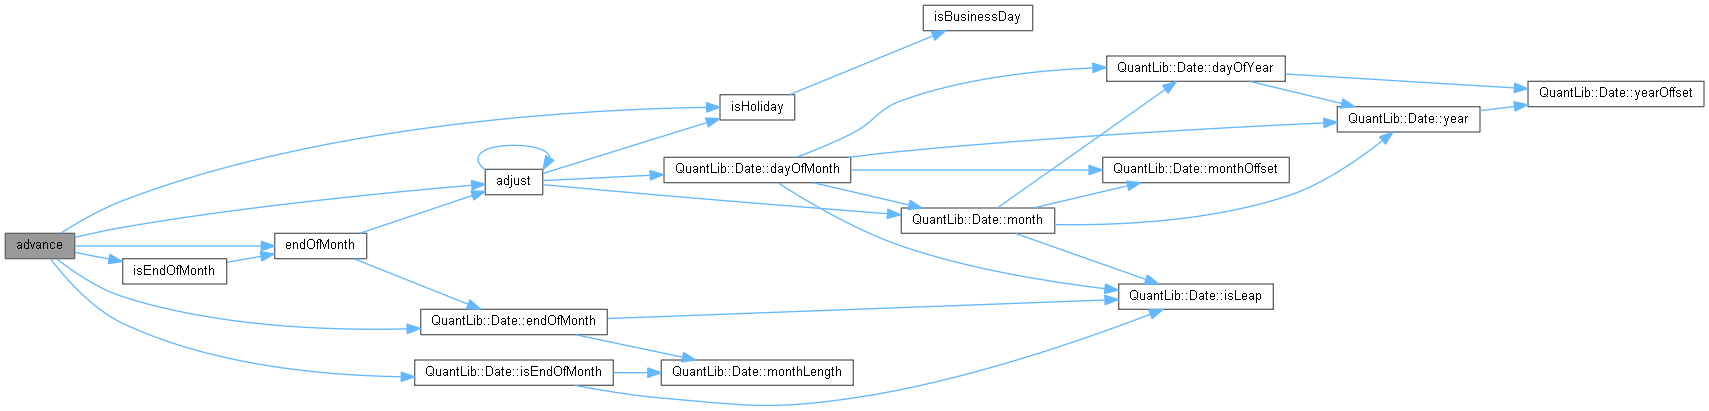 isBusinessDay
QuantLib::Date::dayOfYear
QuantLib::Date::yearOffset
isHoliday
QuantLib::Date::year
QuantLib::Date::dayOfMonth
QuantLib::Date::monthOffset
adjust
QuantLib::Date::month
advance
endOfMonth
isEndOfMonth
QuantLib::Date::isLeap
QuantLib::Date::endOfMonth
QuantLib::Date::isEndOfMonth
QuantLib::Date::monthLength